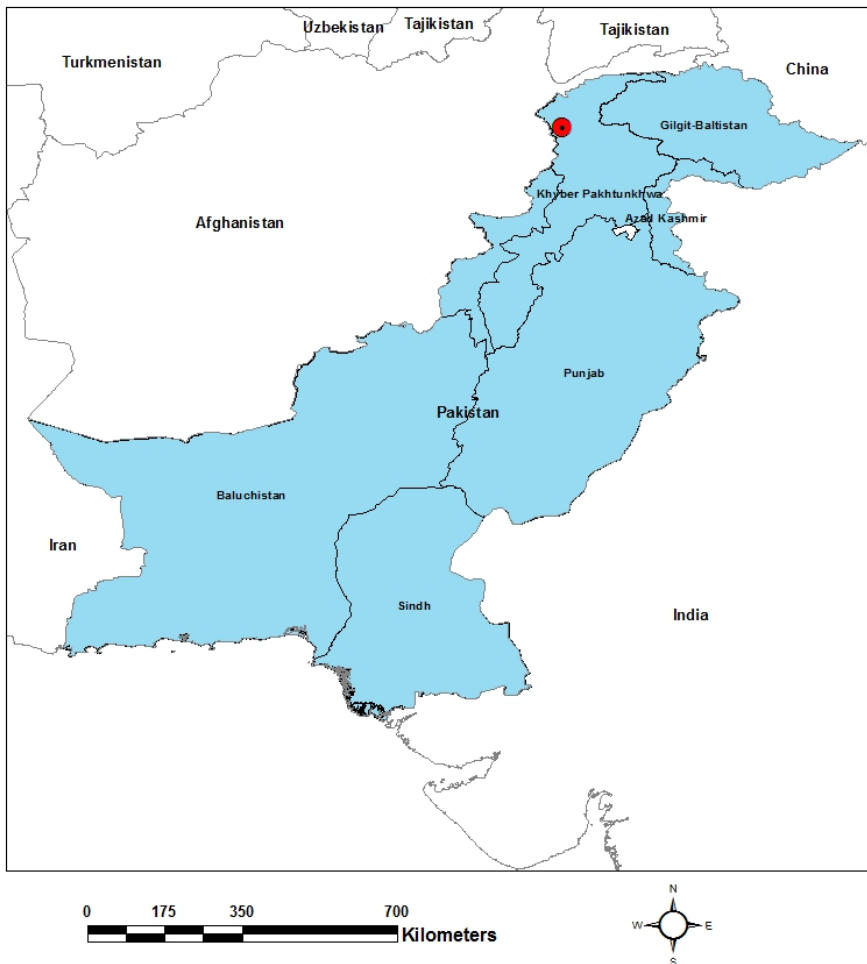 Uzbekistan
Tajikistan
Tajikistan
Turkmenistan
China
Gilgit-Baltistan
Khyber Pakhtunkhwa
Afghanistan
Azad Kashmir
Punjab
Pakistan
Baluchistan
Iran
Sindh
India
0 175 350 700
Kilometers
N
W E
S